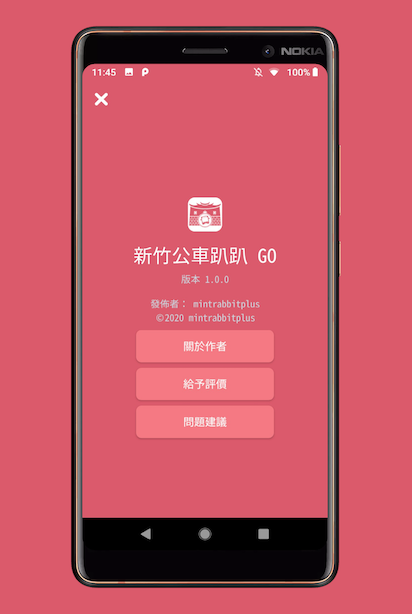 NOKIA
11:45
100%
新竹公車趴趴 GO
版本 1.0.0
發佈者： mintrabbitplus
©2020 mintrabbitplus
關於作者
給予評價
問題建議